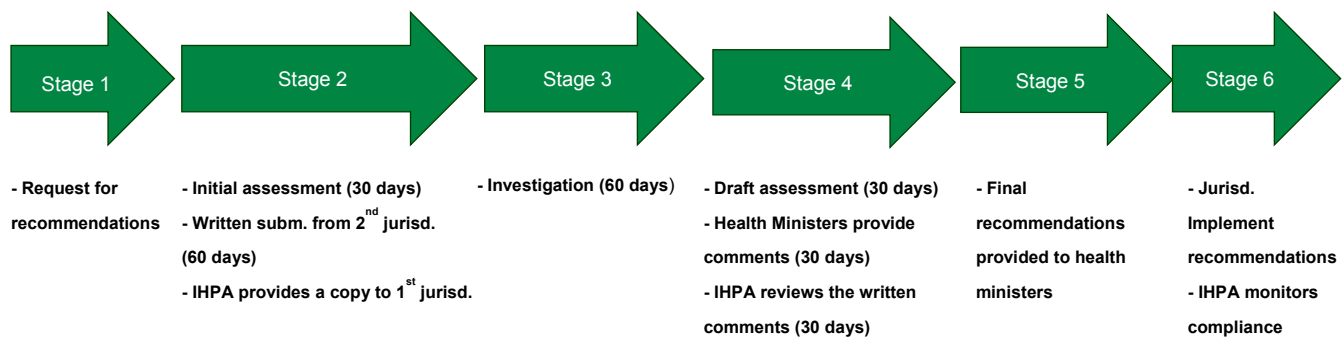 Stage 1
Stage 2
Stage 3
Stage 4
Stage 5
Stage 6
- Request for
recommendations
- Initial assessment (30 days)
- Written subm. from 2nd jurisd.
(60 days)
- IHPA provides a copy to 1st jurisd.
- Investigation (60 days)
- Draft assessment (30 days)
- Health Ministers provide
comments (30 days)
- IHPA reviews the written
comments (30 days)
- Final
recommendations
provided to health
ministers
- Jurisd.
Implement
recommendations
- IHPA monitors
compliance